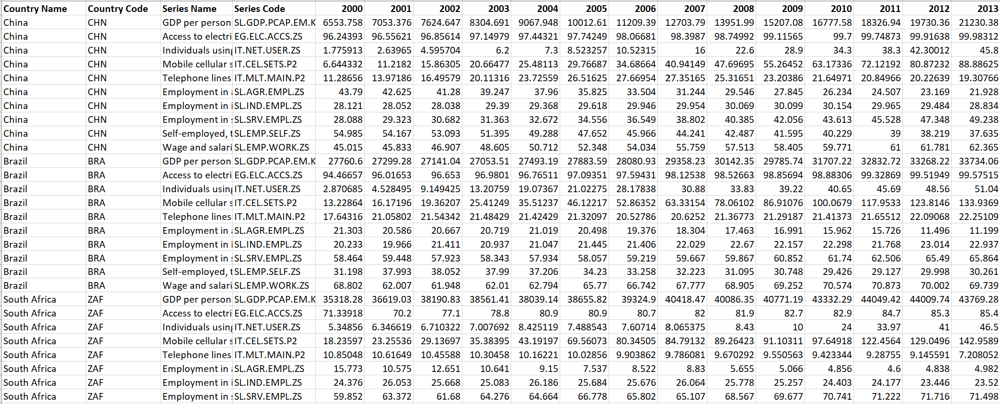 Country Name Country Code Series Name Series Code 2000 2001 2002 2003 2004 2005 2006 2007 2008 2009 2010 2011 2012 2013
China CHN GDP per person SL.GDP.PCAP.EM.K 6553.758 7053.376 7624.647 8304.691 9067.948 10012.61 11209.39 12703.79 13951.99 15207.08 16777.58 18326.94 19730.36 21230.38
China CHN Access to electri EG.ELC.ACCS.ZS 96.24393 96.55621 96.85614 97.14979 97.44321 97.74249 98.06681 98.3987 98.74992 99.11565 99.7 99.74873 99.91638 99.98312
China CHN Individuals using IT.NET.USER.ZS 1.775913 2.63965 4.595704 6.2 7.3 8.523257 10.52315 16 22.6 28.9 34.3 38.3 42.30012 45.8
China CHN Mobile cellular s IT.CEL.SETS.P2 6.644332 11.2182 15.86305 20.66477 25.48113 29.76687 34.68664 40.94149 47.69695 55.26452 63.17336 72.12192 80.87232 88.88625
China CHN Telephone lines IT.MLT.MAIN.P2 11.28656 13.97186 16.49579 20.11316 23.72559 26.51625 27.66954 27.35165 25.31651 23.20386 21.64971 20.84966 20.22639 19.30766
China CHN Employment in a SL.AGR.EMPL.ZS 43.79 42.625 41.28 39.247 37.96 35.825 33.504 31.244 29.546 27.845 26.234 24.507 23.169 21.928
China CHN Employment in i SL.IND.EMPL.ZS 28.121 28.052 28.038 29.39 29.368 29.618 29.946 29.954 30.069 30.099 30.154 29.965 29.484 28.834
China CHN Employment in s SL.SRV.EMPL.ZS 28.088 29.323 30.682 31.363 32.672 34.556 36.549 38.802 40.385 42.056 43.613 45.528 47.348 49.238
China CHN Self-employed, t SL.EMP.SELF.ZS 54.985 54.167 53.093 51.395 49.288 47.652 45.966 44.241 42.487 41.595 40.229 39 38.219 37.635
China CHN Wage and salari SL.EMP.WORK.ZS 45.015 45.833 46.907 48.605 50.712 52.348 54.034 55.759 57.513 58.405 59.771 61 61.781 62.365
Brazil BRA GDP per person SL.GDP.PCAP.EM.K 27760.6 27299.28 27141.04 27053.51 27493.19 27883.59 28080.93 29358.23 30142.35 29785.74 31707.22 32832.72 33268.22 33734.06
Brazil BRA Access to electri EG.ELC.ACCS.ZS 94.46657 96.01653 96.653 96.9801 96.76511 97.09351 97.59431 98.12538 98.52663 98.85694 98.88306 99.32869 99.51949 99.57515
Brazil BRA Individuals using IT.NET.USER.ZS 2.870685 4.528495 9.149425 13.20759 19.07367 21.02275 28.17838 30.88 33.83 39.22 40.65 45.69 48.56 51.04
Brazil BRA Mobile cellular s IT.CEL.SETS.P2 13.22864 16.17196 19.36207 25.41249 35.51237 46.12217 52.86352 63.33154 78.06102 86.91076 100.0679 117.9533 123.8146 133.9369
Brazil BRA Telephone lines IT.MLT.MAIN.P2 17.64316 21.05802 21.54342 21.48429 21.42429 21.32097 20.52786 20.6252 21.36773 21.29187 21.41373 21.65512 22.09068 22.25109
Brazil BRA Employment in a SL.AGR.EMPL.ZS 21.303 20.586 20.667 20.719 21.019 20.498 19.376 18.304 17.463 16.991 15.962 15.726 11.496 11.199
Brazil BRA Employment in i SL.IND.EMPL.ZS 20.233 19.966 21.411 20.937 21.047 21.445 21.406 22.029 22.67 22.157 22.298 21.768 23.014 22.937
Brazil BRA Employment in s SL.SRV.EMPL.ZS 58.464 59.448 57.923 58.343 57.934 58.057 59.219 59.667 59.867 60.852 61.74 62.506 65.49 65.864
Brazil BRA Self-employed, t SL.EMP.SELF.ZS 31.198 37.993 38.052 37.99 37.206 34.23 33.258 32.223 31.095 30.748 29.426 29.127 29.998 30.261
Brazil BRA Wage and salari SL.EMP.WORK.ZS 68.802 62.007 61.948 62.01 62.794 65.77 66.742 67.777 68.905 69.252 70.574 70.873 70.002 69.739
South Africa ZAF GDP per person SL.GDP.PCAP.EM.K 35318.28 36619.03 38190.83 38561.41 38039.14 38655.82 39324.9 40418.47 40086.35 40771.19 43332.29 44049.42 44009.74 43769.28
South Africa ZAF Access to electri EG.ELC.ACCS.ZS 71.33918 70.2 77.1 78.8 80.9 80.9 80.7 82 81.9 82.7 82.9 84.7 85.3 85.4
South Africa ZAF Individuals using IT.NET.USER.ZS 5.34856 6.346619 6.710322 7.007692 8.425119 7.488543 7.60714 8.065375 8.43 10 24 33.97 41 46.5
South Africa ZAF Mobile cellular s IT.CEL.SETS.P2 18.23597 23.25536 29.13697 35.38395 43.19197 69.56073 80.34505 84.79132 89.26423 91.10311 97.64918 122.4564 129.0496 142.9589
South Africa ZAF Telephone lines IT.MLT.MAIN.P2 10.85048 10.61649 10.45588 10.30458 10.16221 10.02856 9.903862 9.786081 9.670292 9.550563 9.423344 9.28755 9.145591 7.208052
South Africa ZAF Employment in a SL.AGR.EMPL.ZS 15.773 10.575 12.651 10.641 9.15 7.537 8.522 8.83 5.655 5.066 4.856 4.6 4.838 4.982
South Africa ZAF Employment in i SL.IND.EMPL.ZS 24.376 26.053 25.668 25.083 26.186 25.684 25.676 26.064 25.778 25.257 24.403 24.177 23.446 23.52
South Africa ZAF Employment in s SL.SRV.EMPL.ZS 59.852 63.372 61.68 64.276 64.664 66.778 65.802 65.107 68.567 69.677 70.741 71.222 71.716 71.498